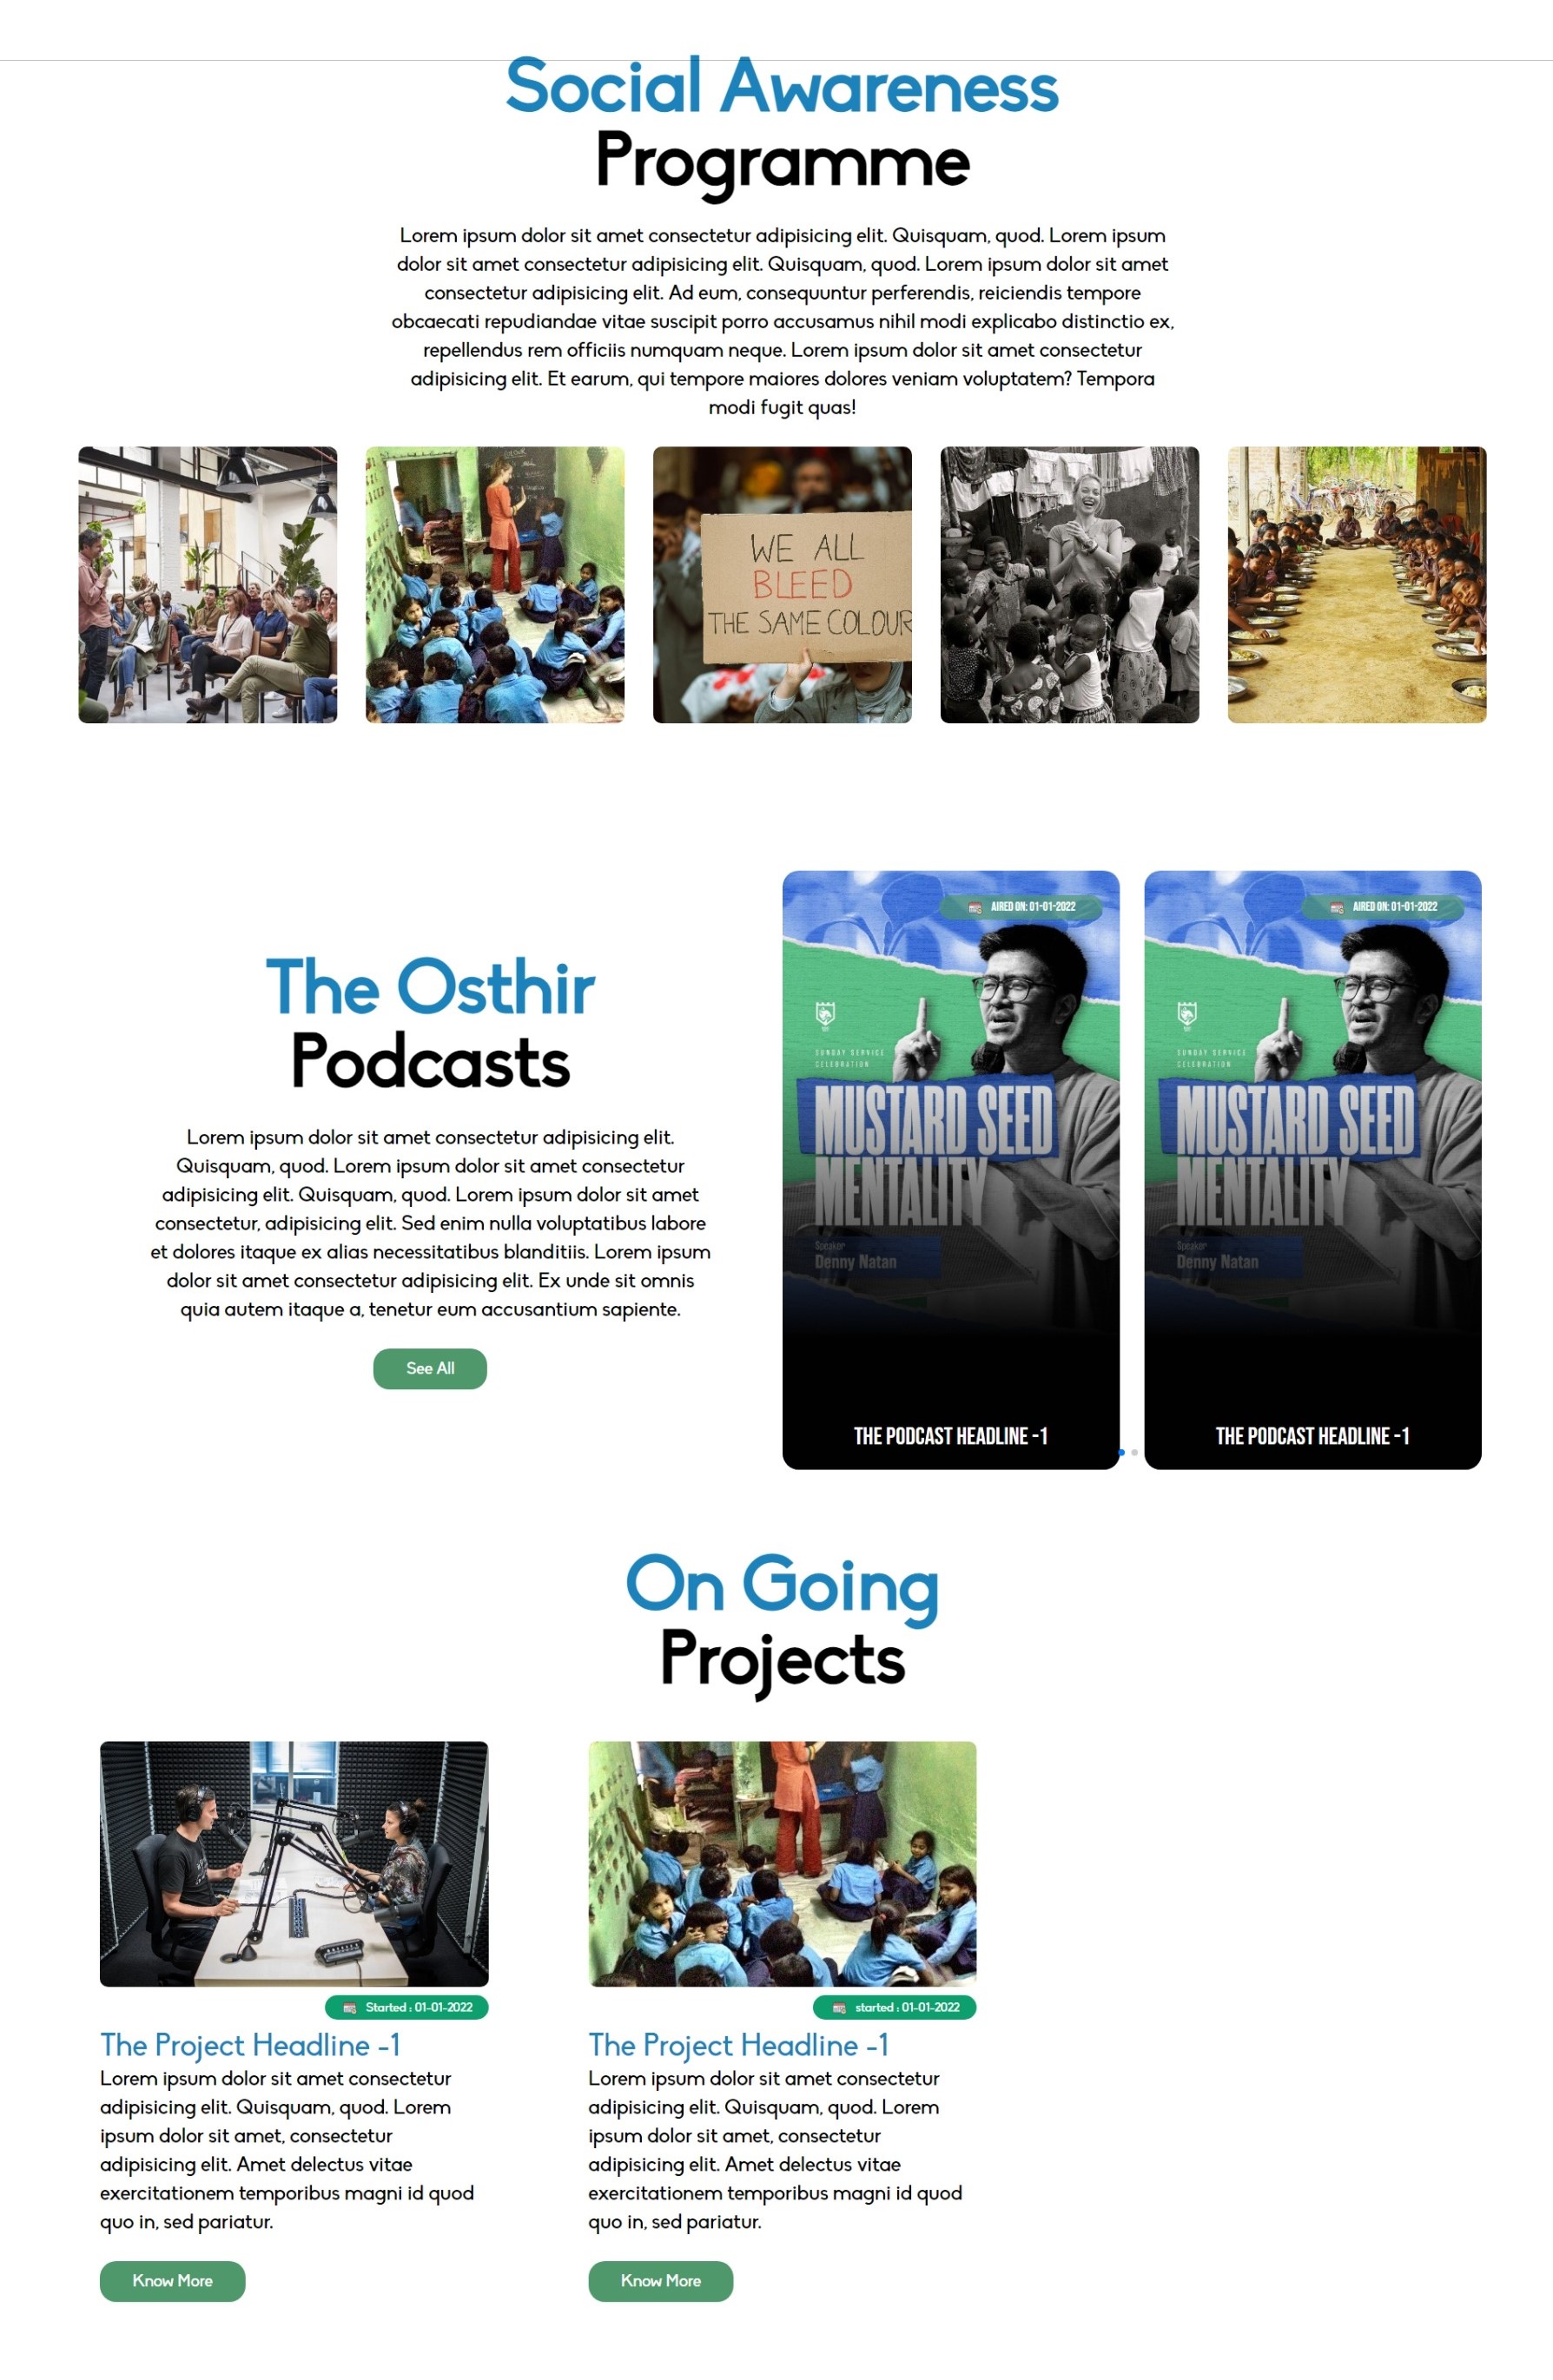 Social Awareness
Programme
Lorem ipsum dolor sit amet consectetur adipisicing elit. Quisquam, quod. Lorem ipsum
dolor sit amet consectetur adipisicing elit. Quisquam, quod. Lorem ipsum dolor sit amet
consectetur adipisicing elit. Ad eum, consequuntur perferendis, reiciendis tempore
obcaecati repudiandae vitae suscipit porro accusamus nihil modi explicabo distinctio ex,
repellendus rem officiis numquam neque. Lorem ipsum dolor sit amet consectetur
adipisicing elit. Et earum, qui tempore maiores dolores veniam voluptatem? Tempora
modi fugit quas!
WE ALL
BLEED
THE SAME COLOUR
The Osthir
Podcasts
Lorem ipsum dolor sit amet consectetur adipisicing elit.
Quisquam, quod. Lorem ipsum dolor sit amet consectetur
adipisicing elit. Quisquam, quod. Lorem ipsum dolor sit amet
consectetur, adipisicing elit. Sed enim nulla voluptatibus labore
et dolores itaque ex alias necessitatibus blanditiis. Lorem ipsum
dolor sit amet consectetur adipisicing elit. Ex unde sit omnis
quia autem itaque a, tenetur eum accusantium sapiente.
See All
AIRED ON: 01-01-2022
SUNDAY SERVICE
CELEBRATION
MUSTARD SEED
MENTALITY
Speaker
Denny Natan
THE PODCAST HEADLINE -1
AIRED ON: 01-01-2022
SUNDAY SERVICE
CELEBRATION
MUSTARD SEED
MENTALITY
Speaker
Denny Natan
THE PODCAST HEADLINE -1
On Going
Projects
Started : 01-01-2022
The Project Headline -1
Lorem ipsum dolor sit amet consectetur
adipisicing elit. Quisquam, quod. Lorem
ipsum dolor sit amet, consectetur
adipisicing elit. Amet delectus vitae
exercitationem temporibus magni id quod
quo in, sed pariatur.
Know More
started : 01-01-2022
The Project Headline -1
Lorem ipsum dolor sit amet consectetur
adipisicing elit. Quisquam, quod. Lorem
ipsum dolor sit amet, consectetur
adipisicing elit. Amet delectus vitae
exercitationem temporibus magni id quod
quo in, sed pariatur.
Know More